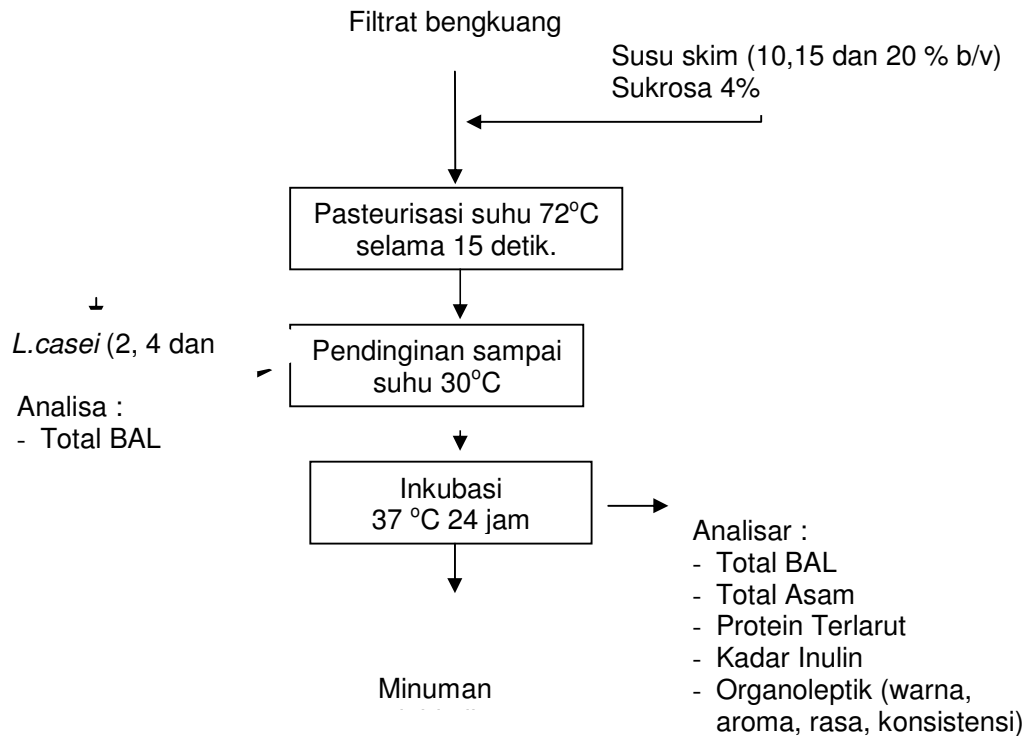 Filtrat bengkuang
Susu skim (10,15 dan 20 % b/v)
Sukrosa 4%
Pasteurisasi suhu 72°C
selama 15 detik.
L.casei (2, 4 dan
Pendinginan sampai
suhu 30°C
Analisa :
- Total BAL
Inkubasi
37 °C 24 jam
Analisar :
- Total BAL
- Total Asam
- Protein Terlarut
- Kadar Inulin
- Organoleptik (warna,
aroma, rasa, konsistensi)
Minuman